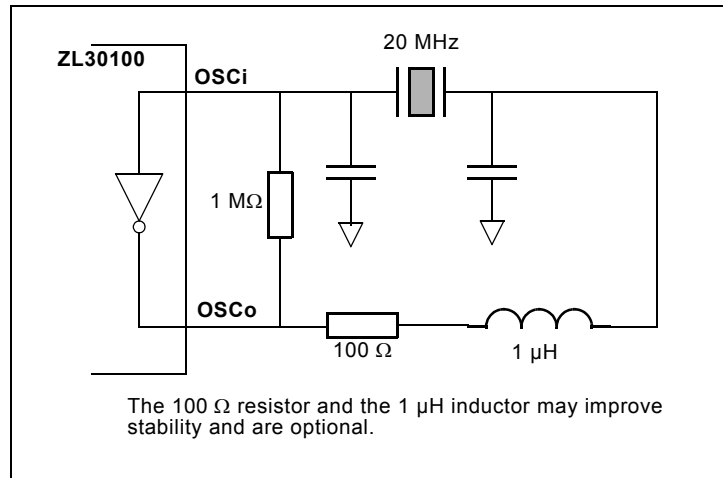 20 MHz
ZL30100
OSCi
1 MΩ
OSCo
100 Ω
1 µH
The 100 Ω resistor and the 1 µH inductor may improve
stability and are optional.